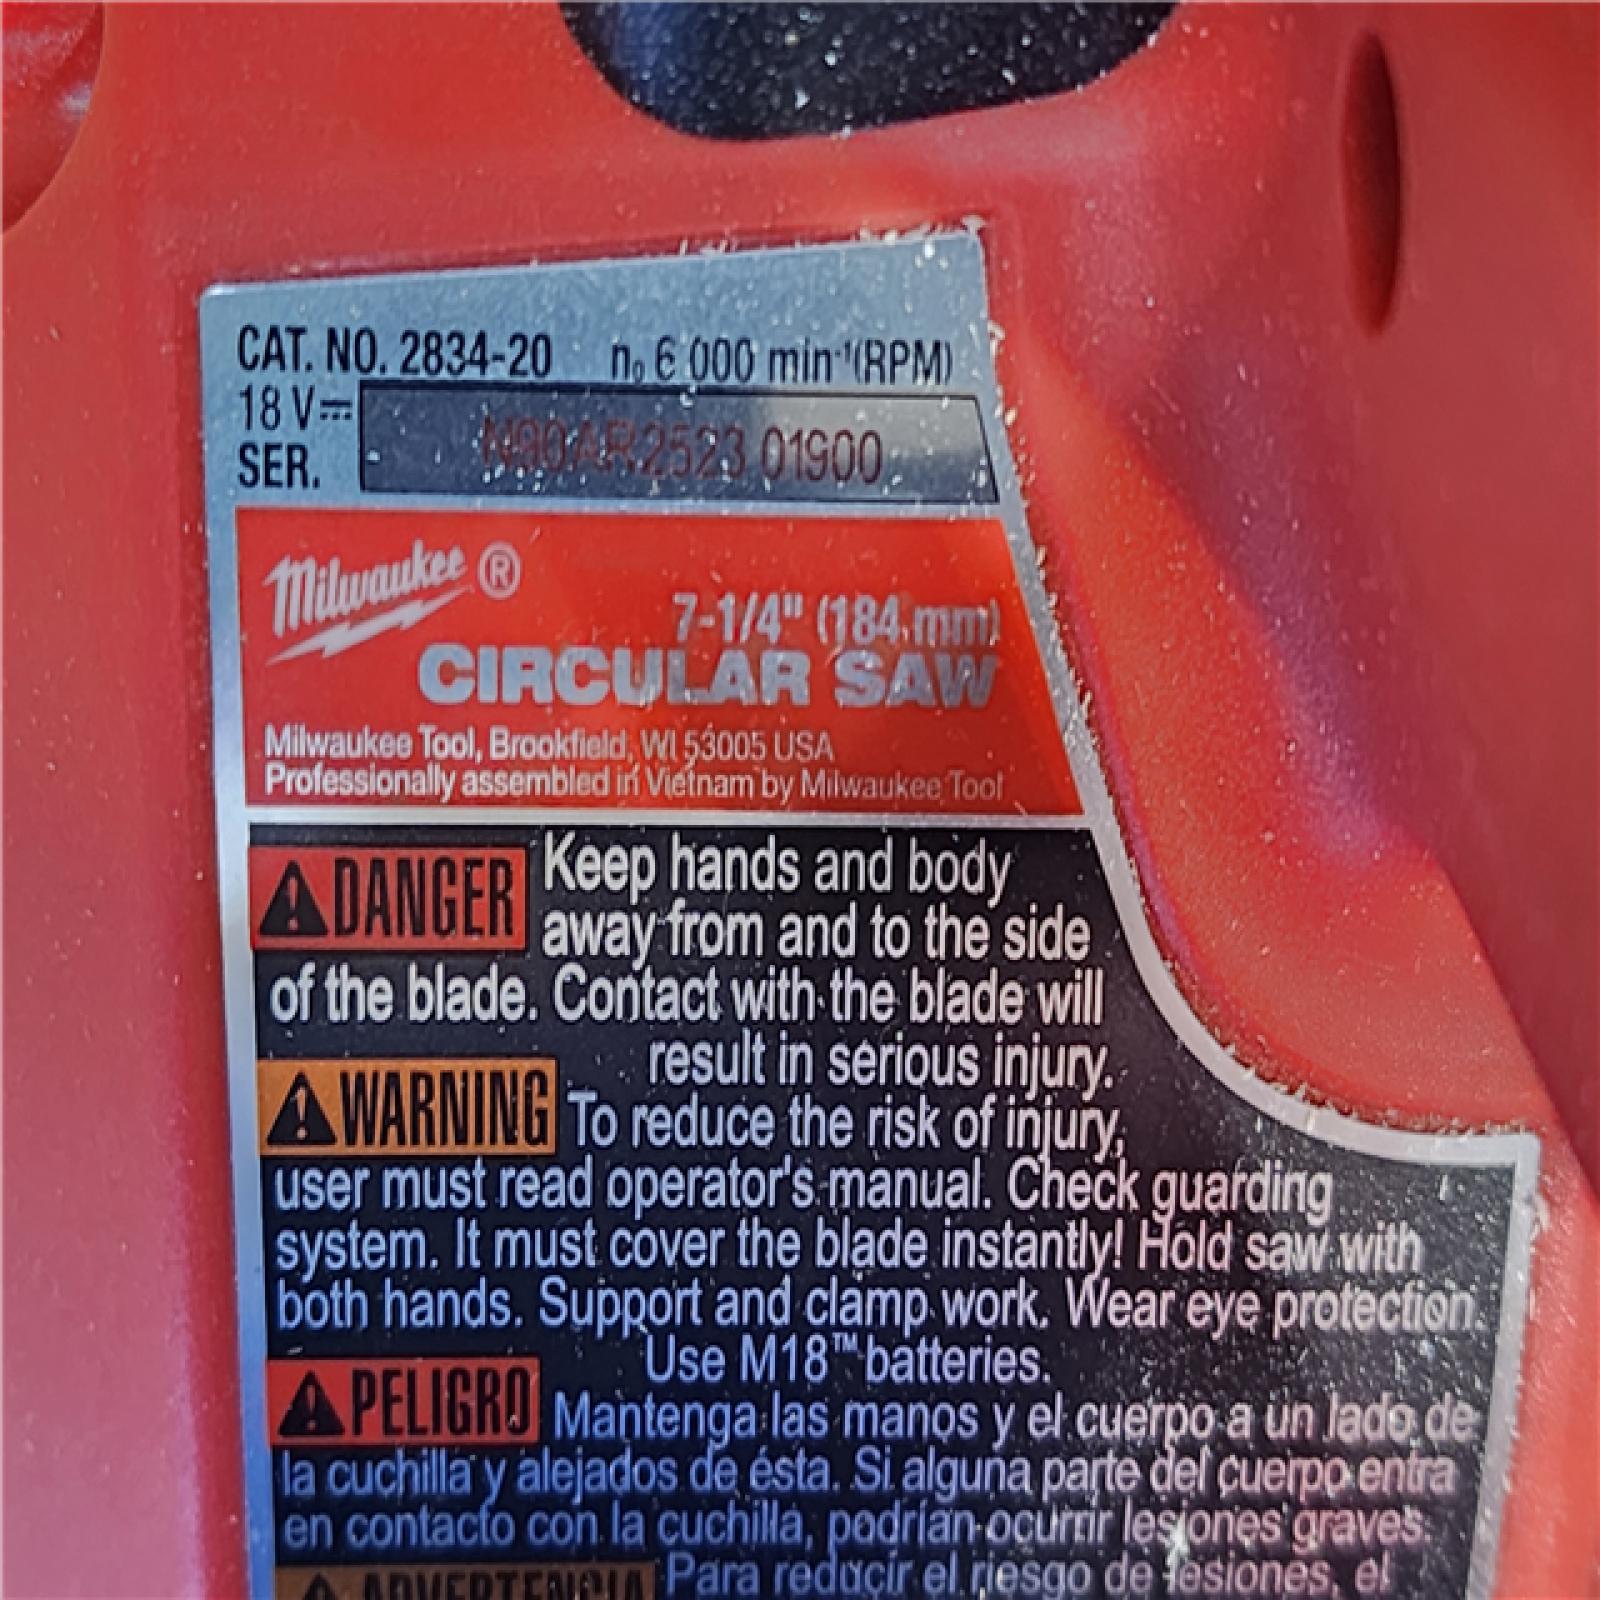 CAT. NO. 2834-20 n₀ 6 000 min⁻¹(RPM)
18 V⎓
SER. N90AR2523 01900
Milwaukee®
7-1/4" (184 mm)
CIRCULAR SAW
Milwaukee Tool, Brookfield, WI 53005 USA
Professionally assembled in Vietnam by Milwaukee Tool
⚠DANGER Keep hands and body
away from and to the side
of the blade. Contact with the blade will
result in serious injury.
⚠WARNING To reduce the risk of injury,
user must read operator's manual. Check guarding
system. It must cover the blade instantly! Hold saw with
both hands. Support and clamp work. Wear eye protection.
Use M18™ batteries.
⚠PELIGRO Mantenga las manos y el cuerpo a un lado de
la cuchilla y alejados de ésta. Si alguna parte del cuerpo entra
en contacto con la cuchilla, podrían ocurrir lesiones graves.
⚠ADVERTENCIA Para reducir el riesgo de lesiones, el